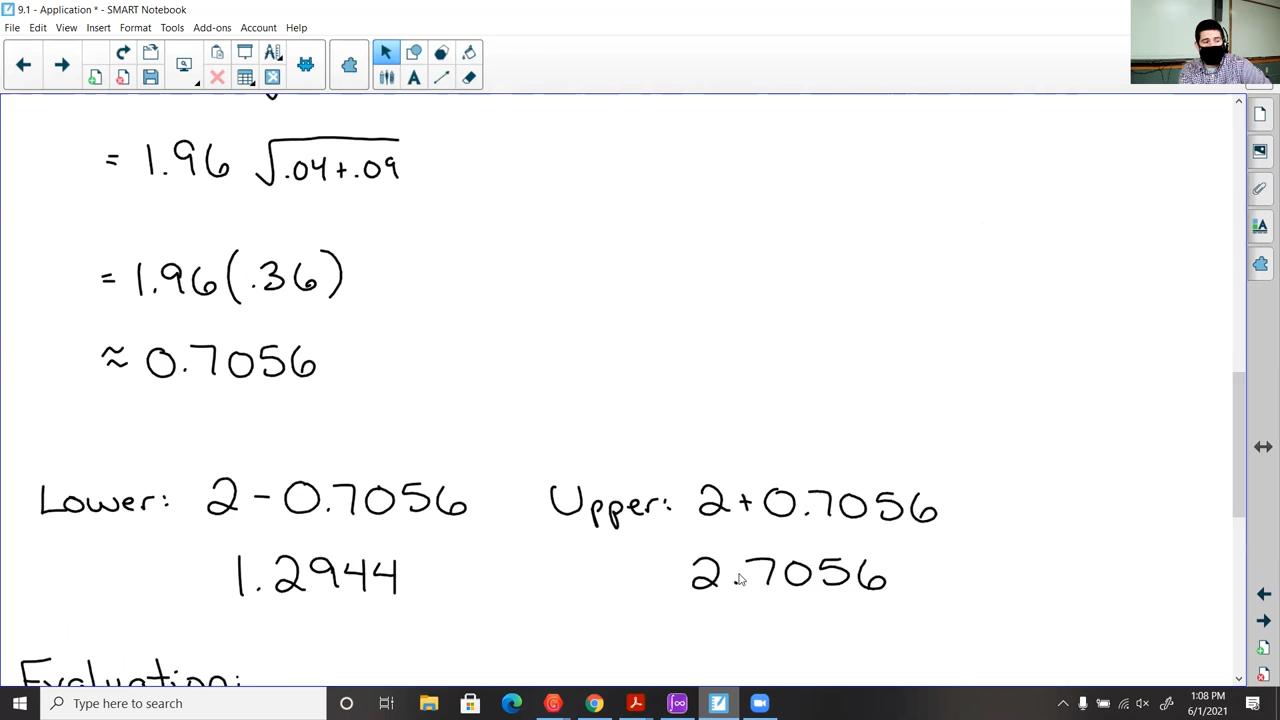 9.1 - Application * - SMART Notebook
File Edit View Insert Format Tools Add-ons Account Help
= 1.96 √.04+.09
= 1.96(.36)
≈ 0.7056
Lower: 2 - 0.7056 Upper: 2 + 0.7056
1.2944 2.7056
Evaluation:
Type here to search
1:08 PM
6/1/2021